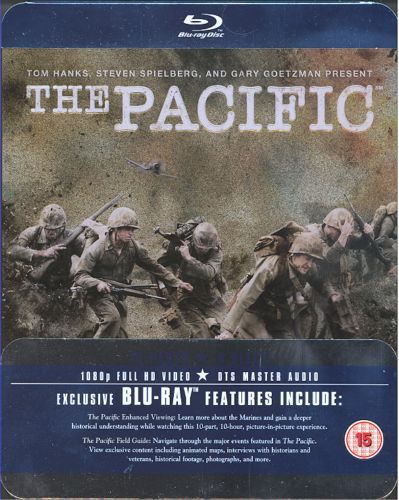 Blu-ray Disc
TOM HANKS, STEVEN SPIELBERG, AND GARY GOETZMAN PRESENT
THE PACIFIC™
1080p FULL HD VIDEO ★ DTS MASTER AUDIO
EXCLUSIVE BLU-RAY™ FEATURES INCLUDE:
The Pacific Enhanced Viewing: Learn more about the Marines and gain a deeper
historical understanding while watching this 10-part, 10-hour, picture-in-picture experience.
The Pacific Field Guide: Navigate through the major events featured in The Pacific.
View exclusive content including animated maps, interviews with historians and
veterans, historical footage, photographs, and more.
15